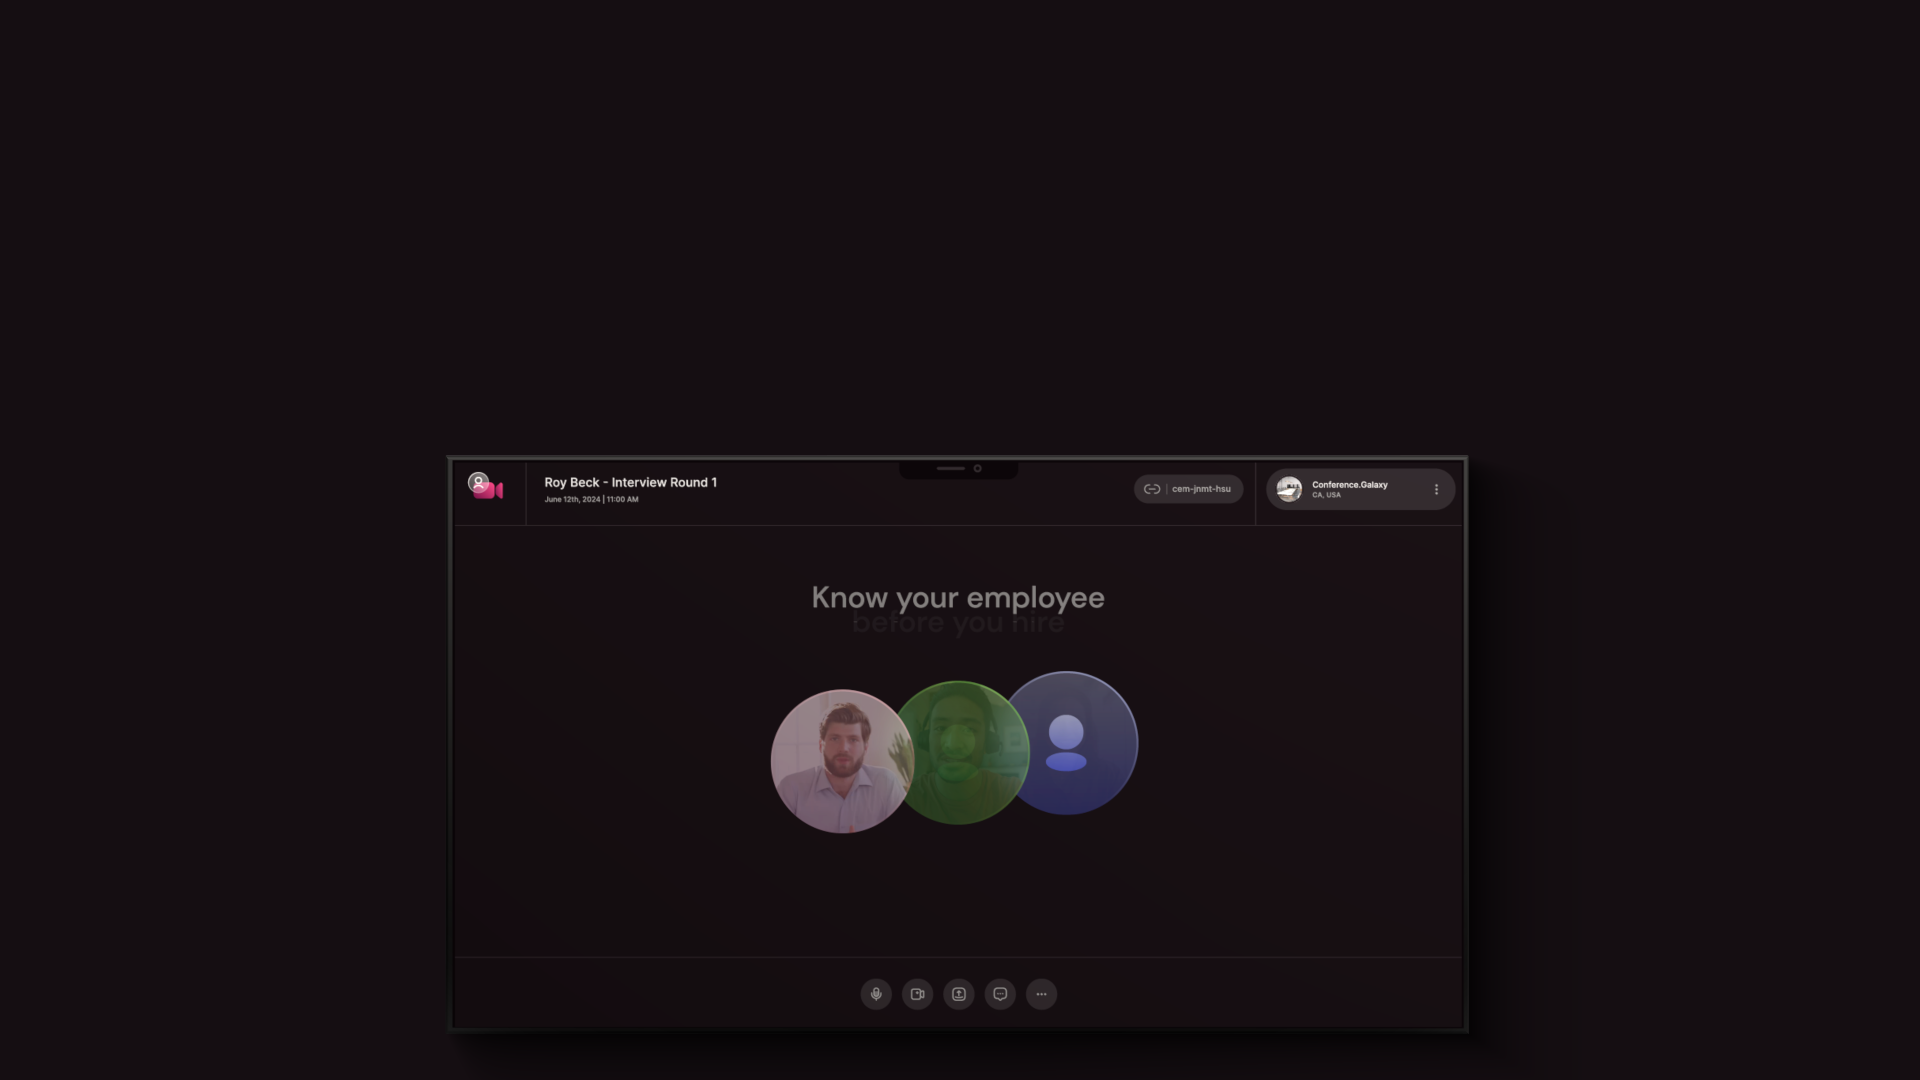 Roy Beck - Interview Round 1
June 12th, 2024 | 11:00 AM
cem-jnmt-hsu
Conference.Galaxy
CA, USA
Know your employee
before you hire